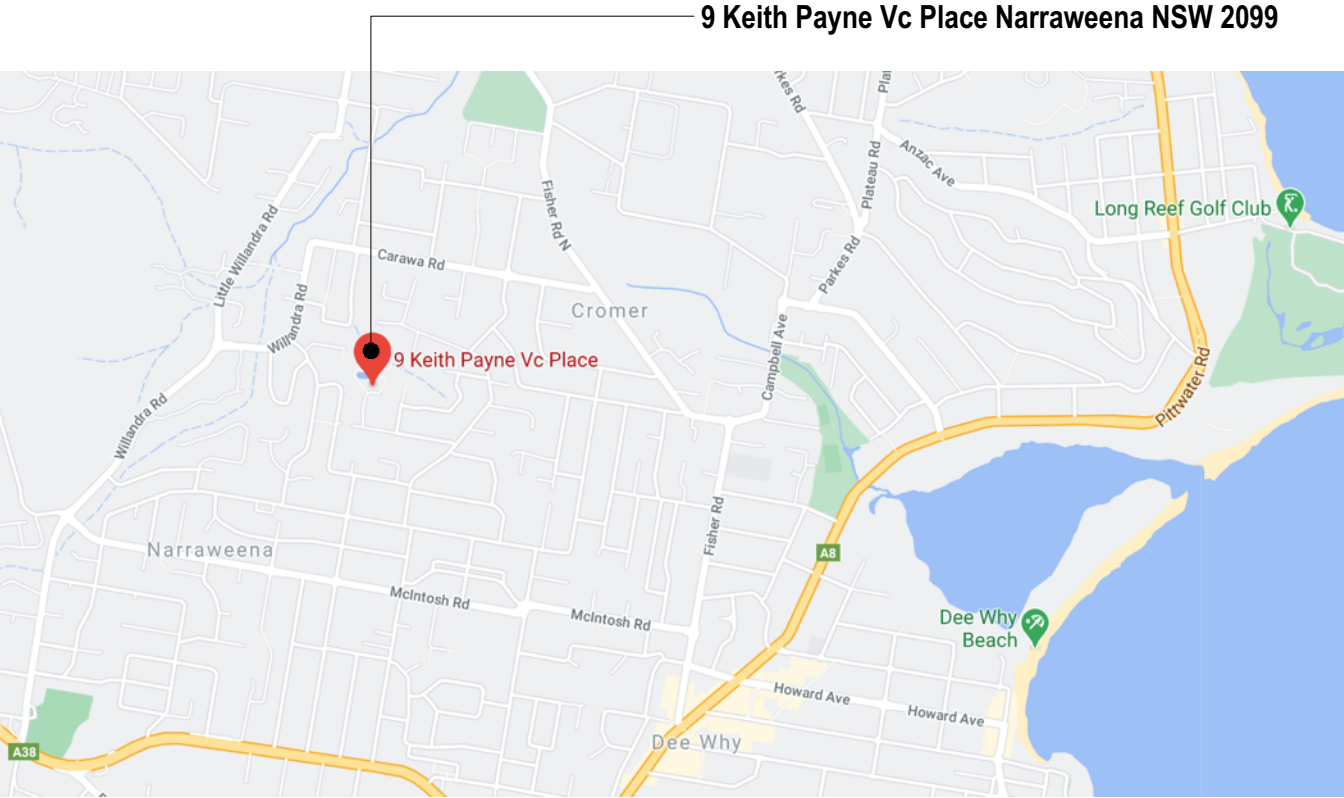 9 Keith Payne Vc Place Narraweena NSW 2099
Plateau Rd
Anzac Ave
Long Reef Golf Club
Fisher Rd N
Little Willandra Rd
Carawa Rd
Parkes Rd
Willandra Rd
Cromer
Campbell Ave
9 Keith Payne Vc Place
Pittwater Rd
Willandra Rd
Fisher Rd
Narraweena
A8
McIntosh Rd
McIntosh Rd
Dee Why
Beach
Howard Ave
Howard Ave
Dee Why
A38